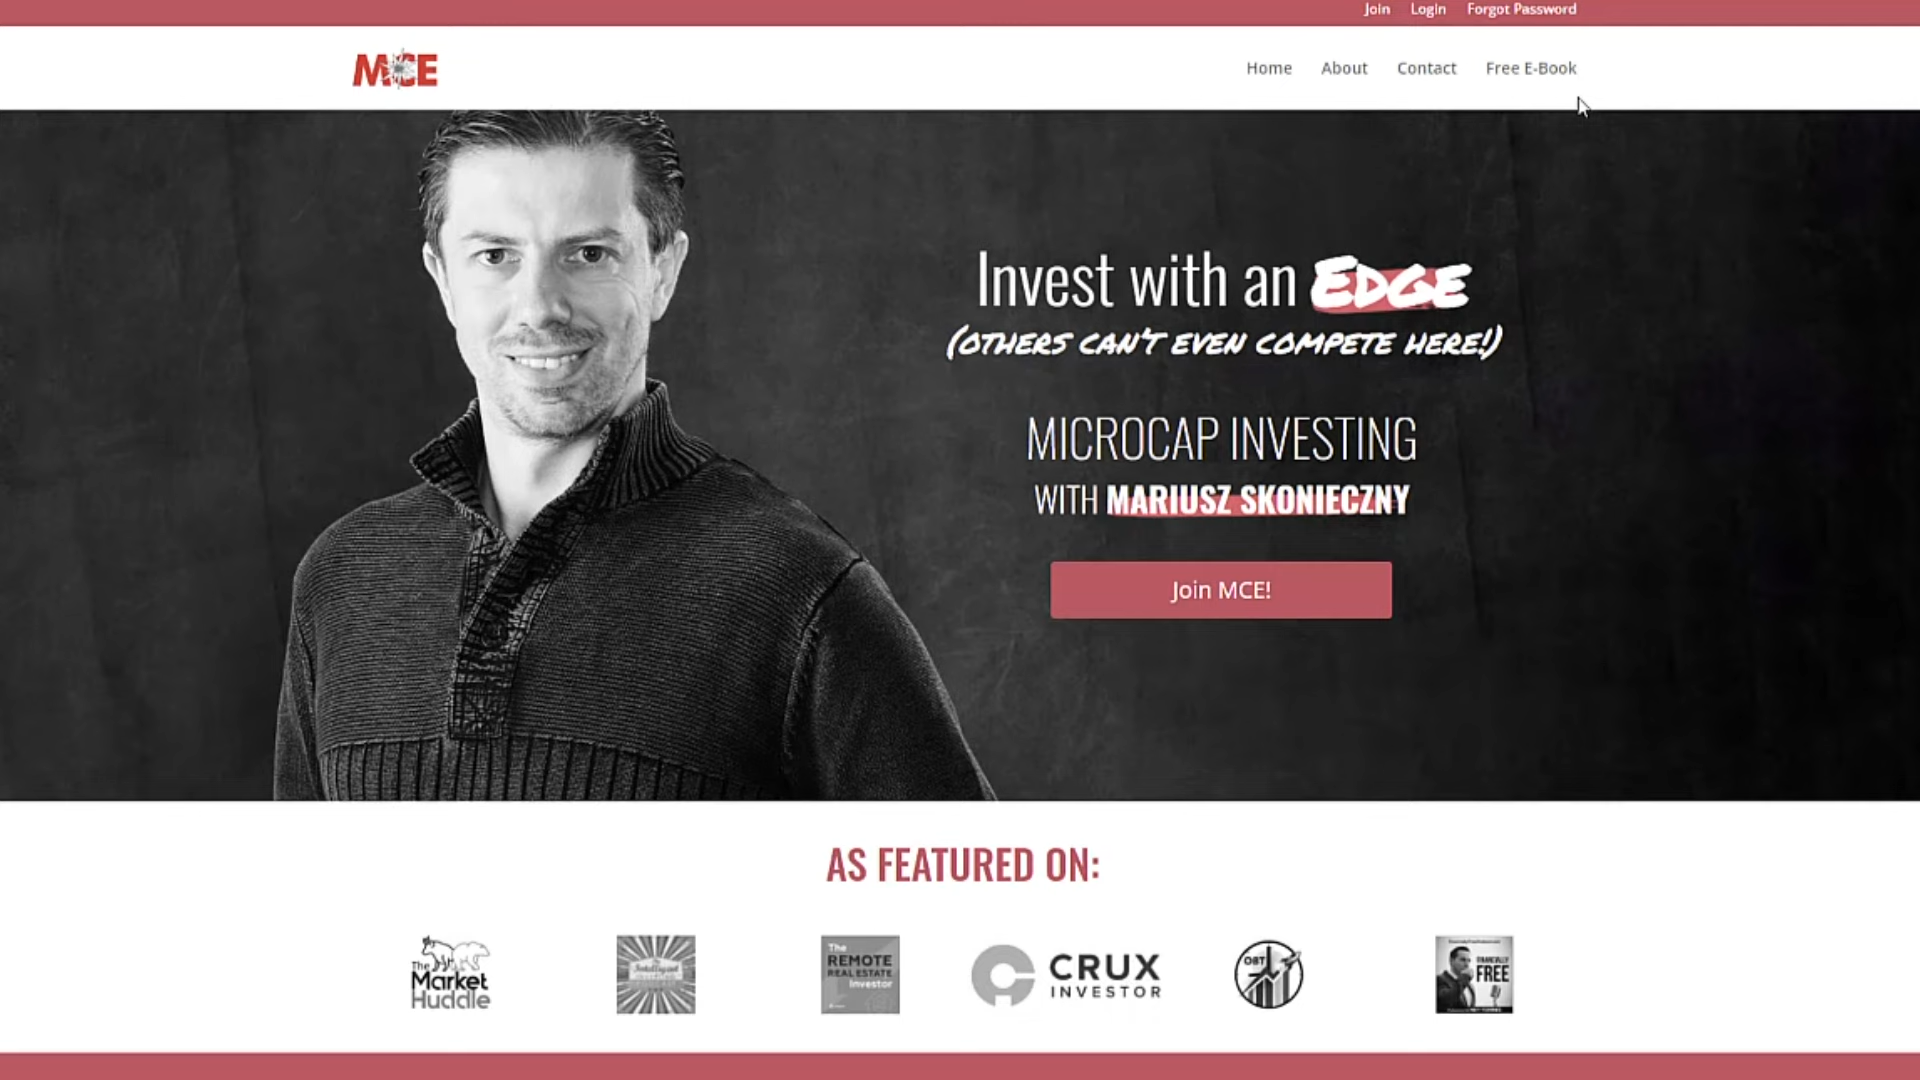 Join Login Forgot Password
MCE
Home About Contact Free E-Book
Invest with an EDGE
(OTHERS CAN'T EVEN COMPETE HERE!)
MICROCAP INVESTING
WITH MARIUSZ SKONIECZNY
Join MCE!
AS FEATURED ON:
The
Market
Huddle
The
REMOTE
REAL ESTATE
Investor
CRUX
INVESTOR
OBT
FINANCIALLY
FREE